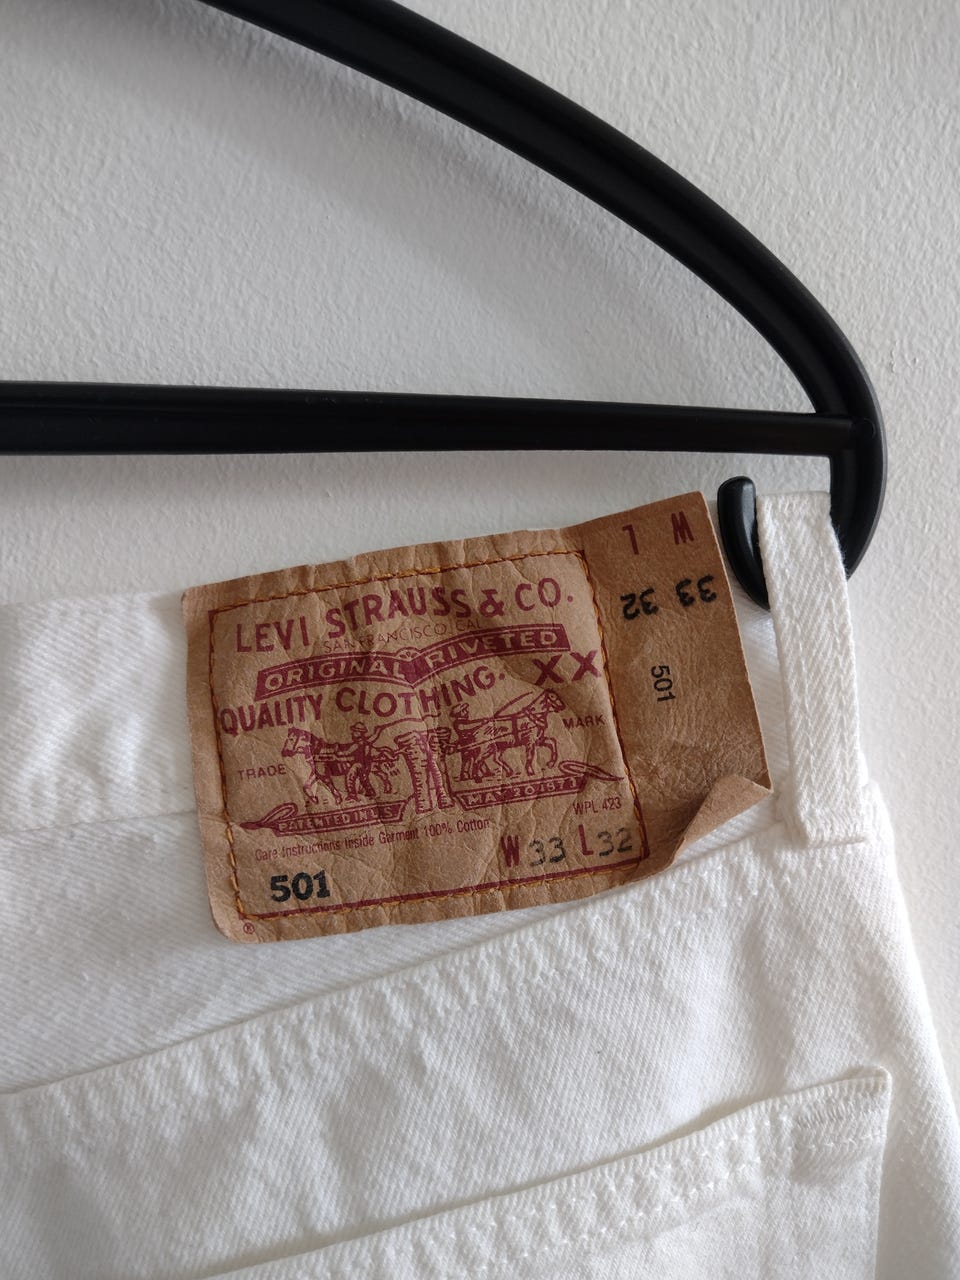 LEVI STRAUSS & CO.
SAN FRANCISCO, CAL
ORIGINAL RIVETED
QUALITY CLOTHING. XX
TRADE MARK
PATENTED IN U.S. MAY 20 1873
WPL 423
Care Instructions Inside Garment 100% Cotton
W 33 L 32
501
®
W L
33 32
501